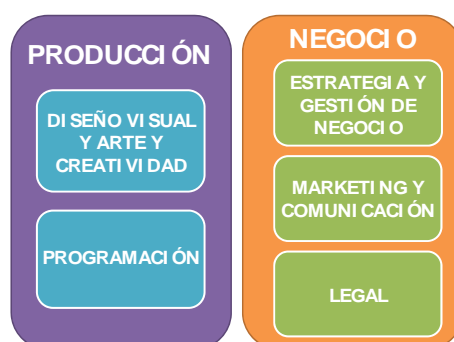 PRODUCCIÓN
DISEÑO VISUAL
Y ARTE Y
CREATIVIDAD
PROGRAMACIÓN
NEGOCIO
ESTRATEGIA Y
GESTIÓN DE
NEGOCIO
MARKETING Y
COMUNICACIÓN
LEGAL